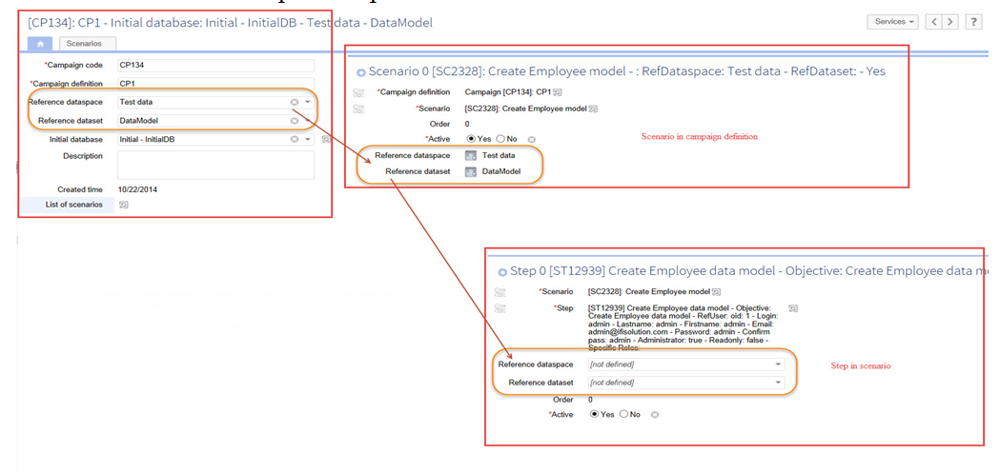 [CP134]: CP1 - Initial database: Initial - InitialDB - Test data - DataModel
Services
?
Scenarios
*Campaign code CP134
*Campaign definition CP1
Reference dataspace Test data
Reference dataset DataModel
Initial database Initial - InitialDB
Description
Created time 10/22/2014
List of scenarios
Scenario 0 [SC2328]: Create Employee model - : RefDataspace: Test data - RefDataset: - Yes
*Campaign definition Campaign [CP134]: CP1
*Scenario [SC2328]: Create Employee model
Order 0
*Active Yes No
Scenario in campaign definition
Reference dataspace Test data
Reference dataset DataModel
Step 0 [ST12939] Create Employee data model - Objective: Create Employee data m
*Scenario [SC2328]: Create Employee model
*Step [ST12939] Create Employee data model - Objective:
Create Employee data model - RefUser: oid: 1 - Login:
admin - Lastname: admin - Firstname: admin - Email:
admin@ifisolution.com - Password: admin - Confirm
pass: admin - Administrator: true - Readonly: false -
Specific Roles:
Reference dataspace [not defined]
Step in scenario
Reference dataset [not defined]
Order 0
*Active Yes No